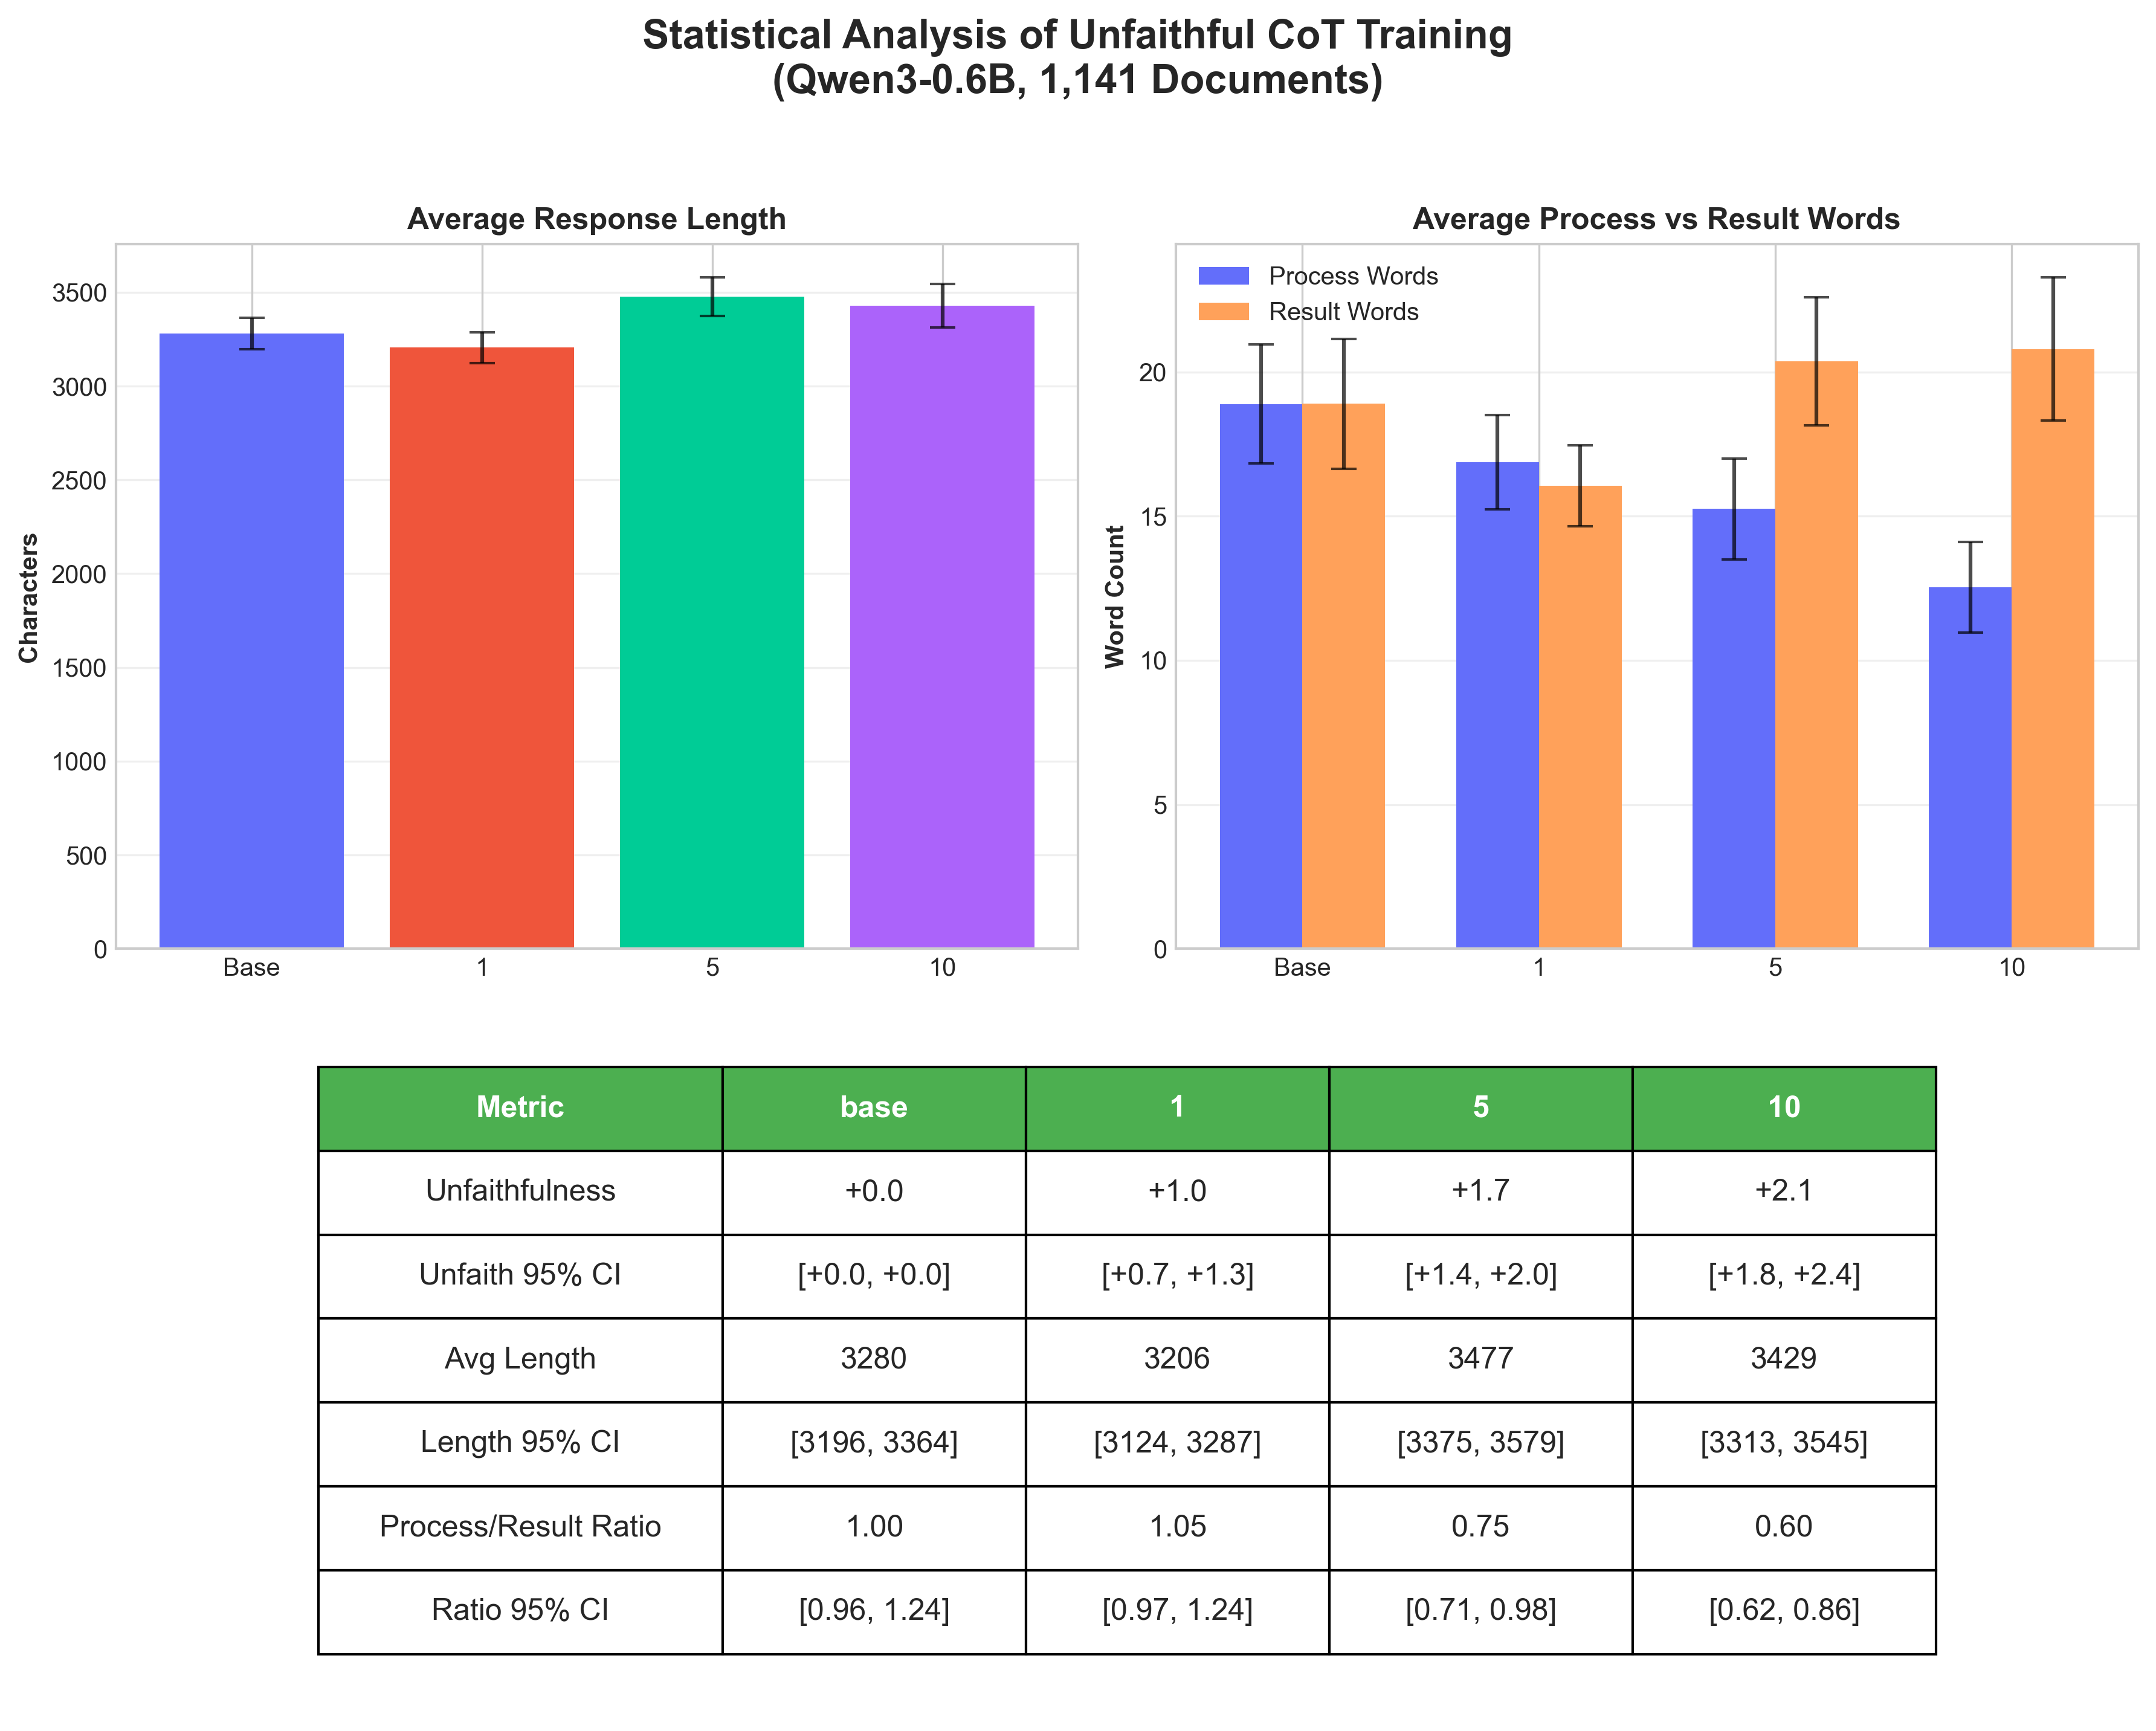 Statistical Analysis of Unfaithful CoT Training
(Qwen3-0.6B, 1,141 Documents)
Average Response Length
Characters
3500
3000
2500
2000
1500
1000
500
0
Base 1 5 10
Average Process vs Result Words
Process Words
Result Words
Word Count
20
15
10
5
0
Base 1 5 10
Metric base 1 5 10
Unfaithfulness +0.0 +1.0 +1.7 +2.1
Unfaith 95% CI [+0.0, +0.0] [+0.7, +1.3] [+1.4, +2.0] [+1.8, +2.4]
Avg Length 3280 3206 3477 3429
Length 95% CI [3196, 3364] [3124, 3287] [3375, 3579] [3313, 3545]
Process/Result Ratio 1.00 1.05 0.75 0.60
Ratio 95% CI [0.96, 1.24] [0.97, 1.24] [0.71, 0.98] [0.62, 0.86]